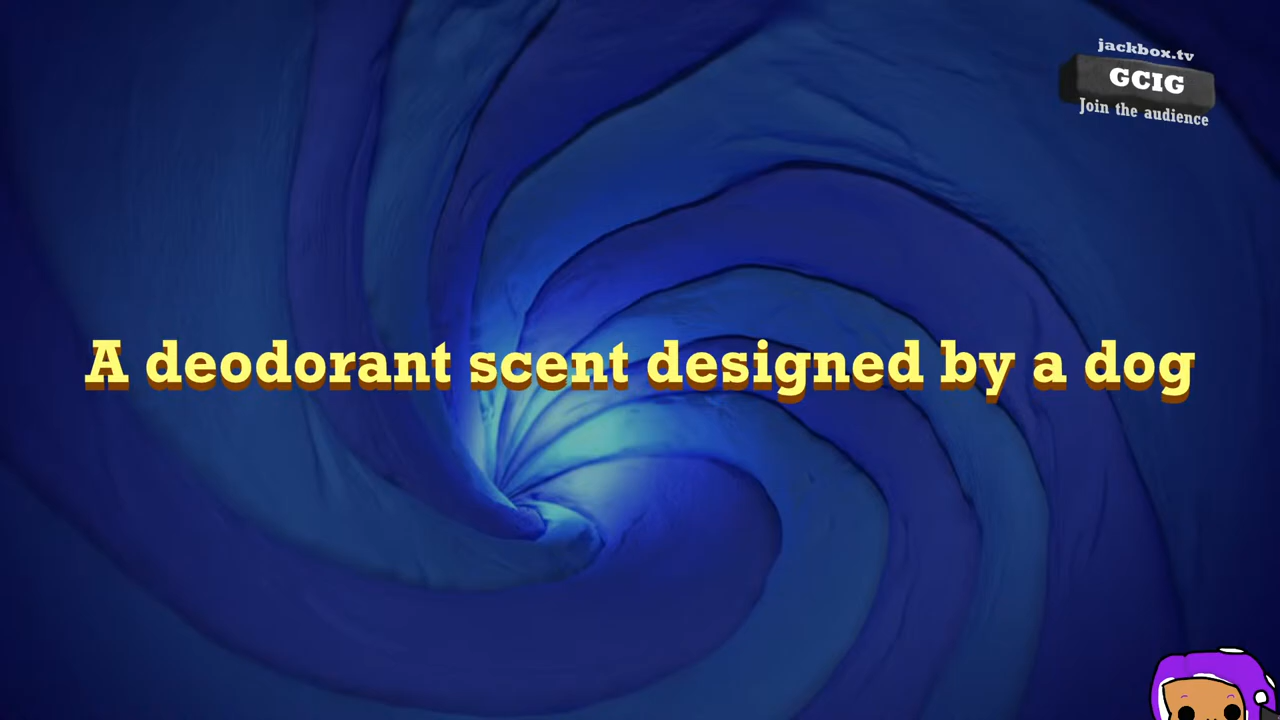 jackbox.tv
GCIG
Join the audience
A deodorant scent designed by a dog